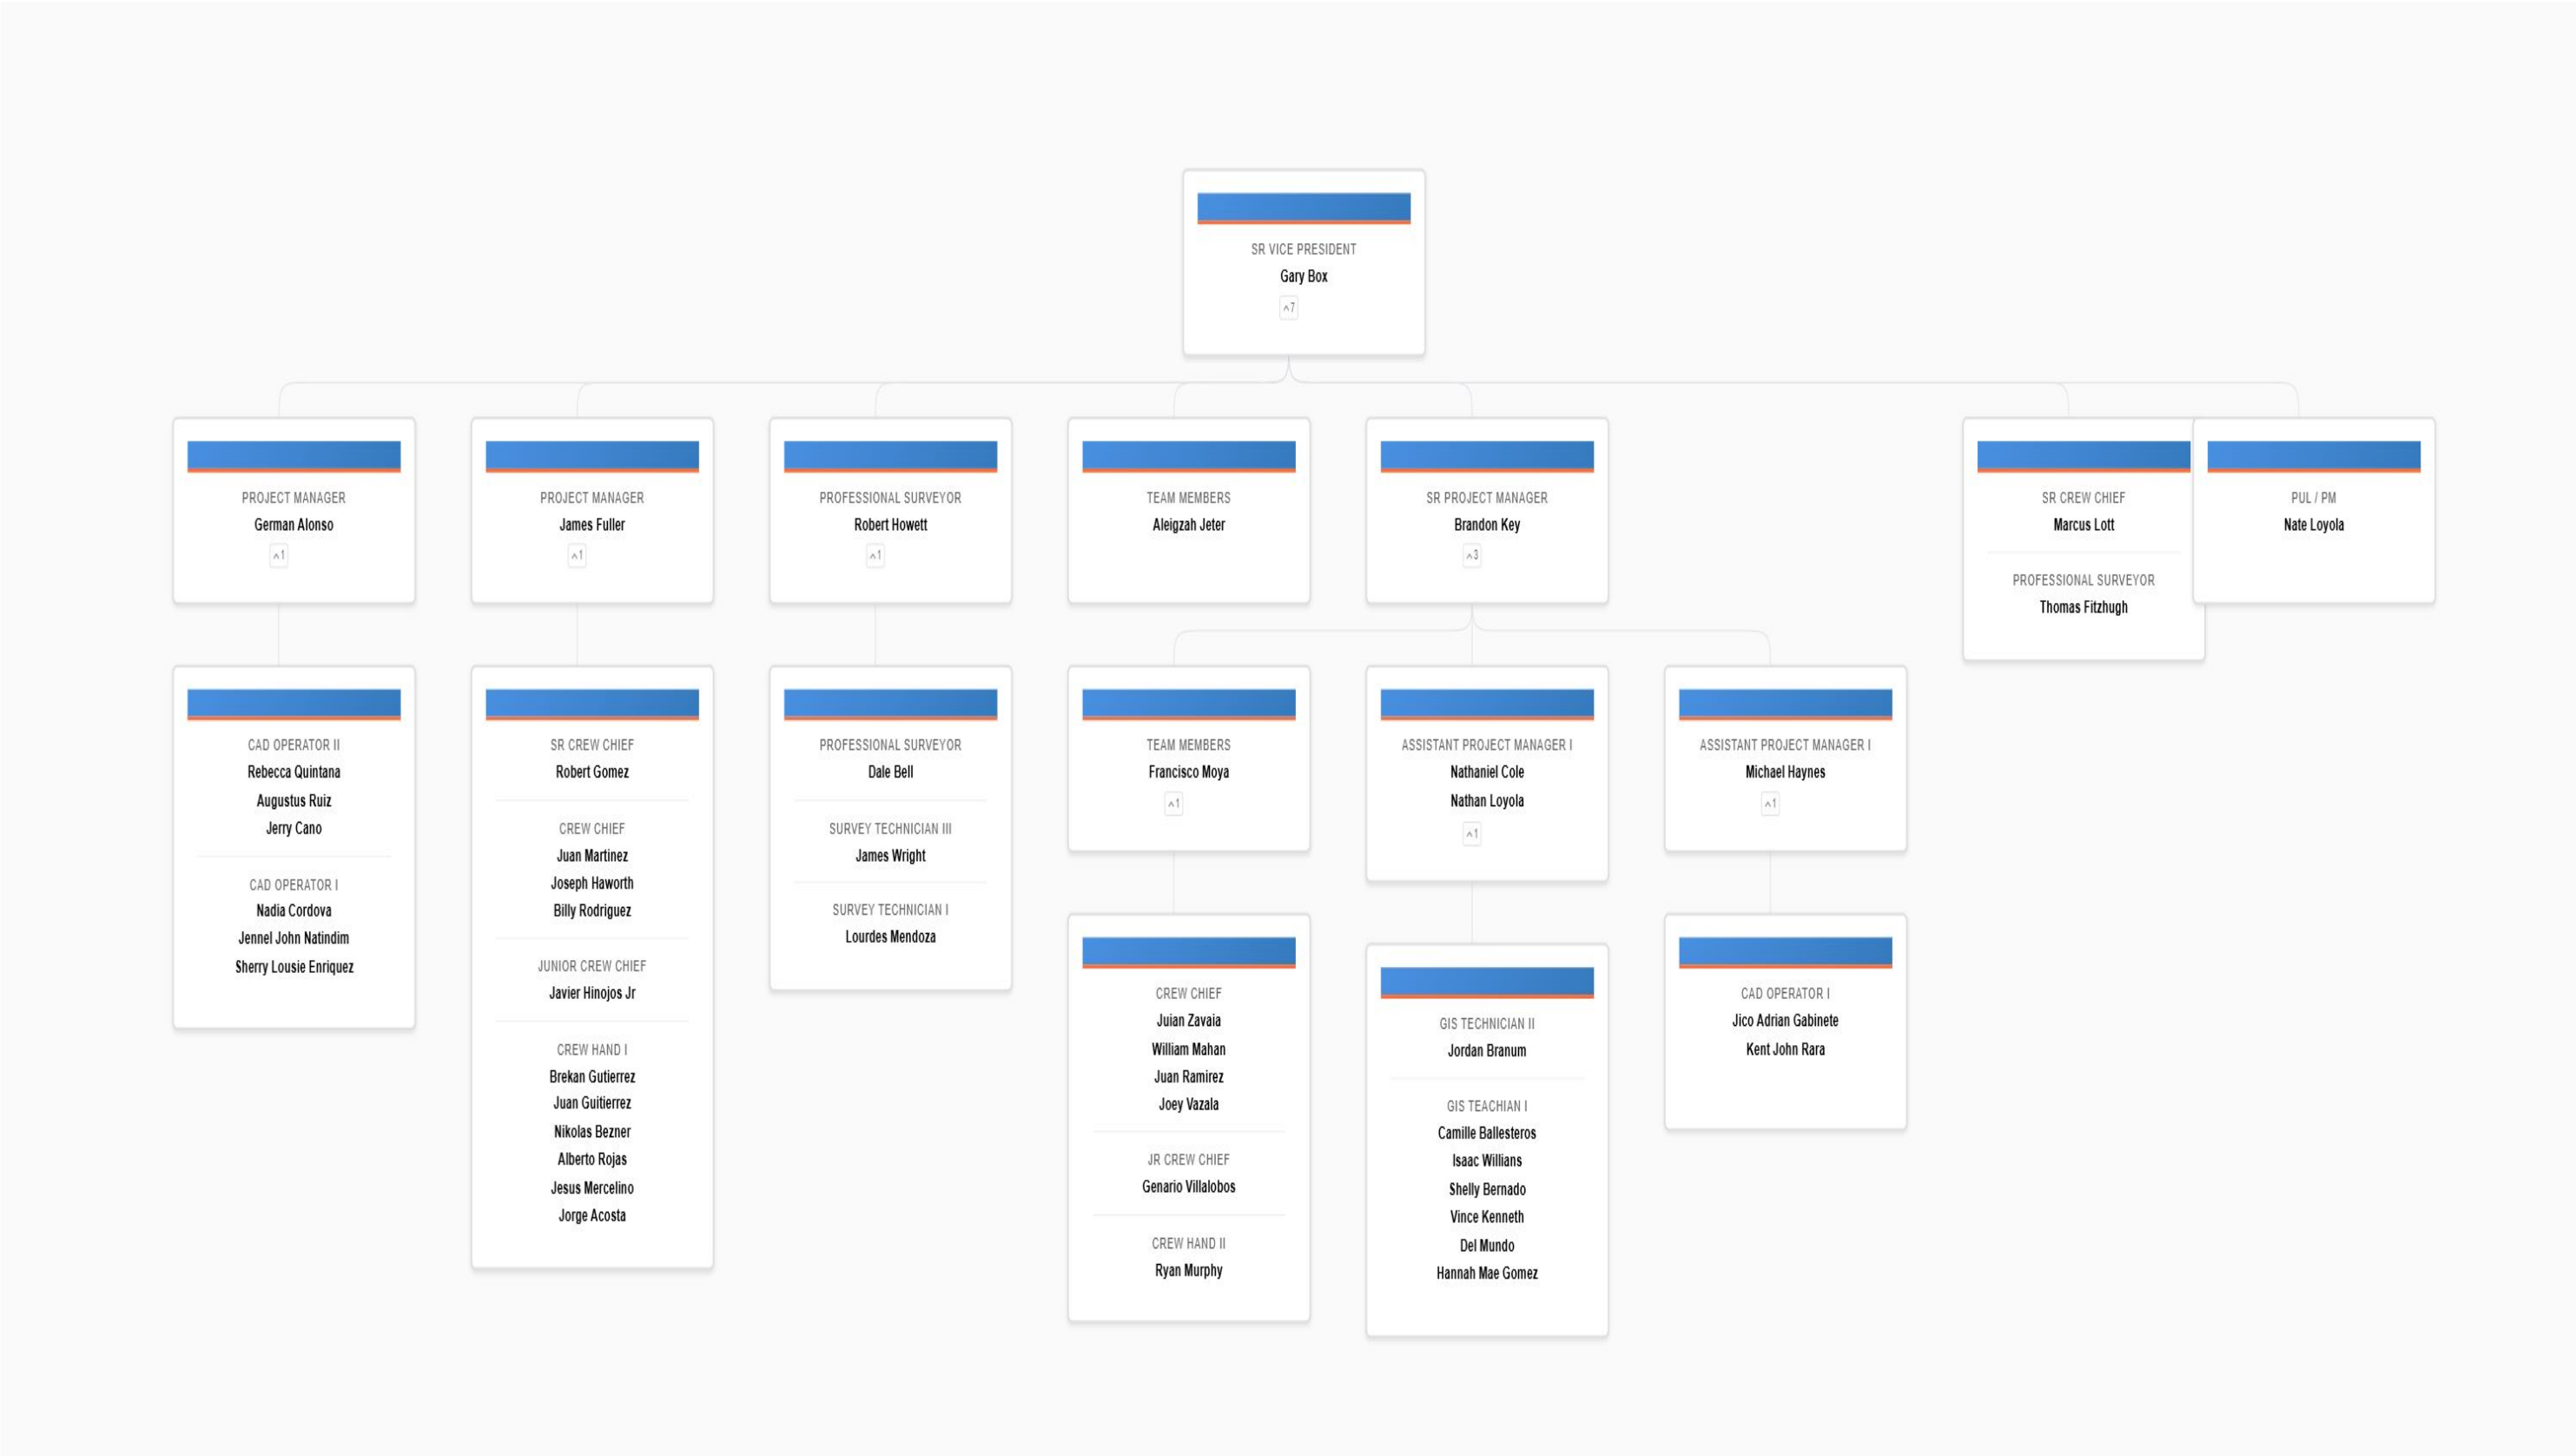 SR VICE PRESIDENT
Gary Box
^7
PROJECT MANAGER
German Alonso
^1
PROJECT MANAGER
James Fuller
^1
PROFESSIONAL SURVEYOR
Robert Howett
^1
TEAM MEMBERS
Aleigzah Jeter
SR PROJECT MANAGER
Brandon Key
^3
SR CREW CHIEF
Marcus Lott
PROFESSIONAL SURVEYOR
Thomas Fitzhugh
PUL / PM
Nate Loyola
CAD OPERATOR II
Rebecca Quintana
Augustus Ruiz
Jerry Cano
CAD OPERATOR I
Nadia Cordova
Jennel John Natindim
Sherry Lousie Enriquez
SR CREW CHIEF
Robert Gomez
CREW CHIEF
Juan Martinez
Joseph Haworth
Billy Rodriguez
JUNIOR CREW CHIEF
Javier Hinojos Jr
CREW HAND I
Brekan Gutierrez
Juan Guitierrez
Nikolas Bezner
Alberto Rojas
Jesus Mercelino
Jorge Acosta
PROFESSIONAL SURVEYOR
Dale Bell
SURVEY TECHNICIAN III
James Wright
SURVEY TECHNICIAN I
Lourdes Mendoza
TEAM MEMBERS
Francisco Moya
^1
ASSISTANT PROJECT MANAGER I
Nathaniel Cole
Nathan Loyola
^1
ASSISTANT PROJECT MANAGER I
Michael Haynes
^1
CREW CHIEF
Juian Zavaia
William Mahan
Juan Ramirez
Joey Vazala
JR CREW CHIEF
Genario Villalobos
CREW HAND II
Ryan Murphy
GIS TECHNICIAN II
Jordan Branum
GIS TEACHIAN I
Camille Ballesteros
Isaac Willians
Shelly Bernado
Vince Kenneth
Del Mundo
Hannah Mae Gomez
CAD OPERATOR I
Jico Adrian Gabinete
Kent John Rara